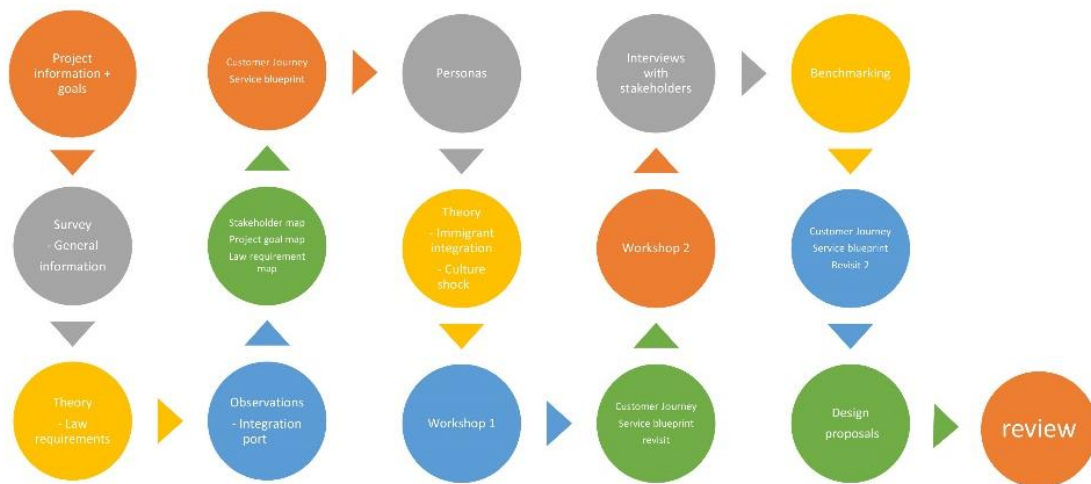 Project
information +
goals
Survey
- General
information
Theory
- Law
requirements
Observations
- Integration
port
Stakeholder map
Project goal map
Law requirement
map
Customer Journey
Service blueprint
Personas
Theory
- Immigrant
integration
- Culture
shock
Workshop 1
Customer Journey
Service blueprint
revisit
Workshop 2
Interviews
with
stakeholders
Benchmarking
Customer Journey
Service blueprint
Revisit 2
Design
proposals
review